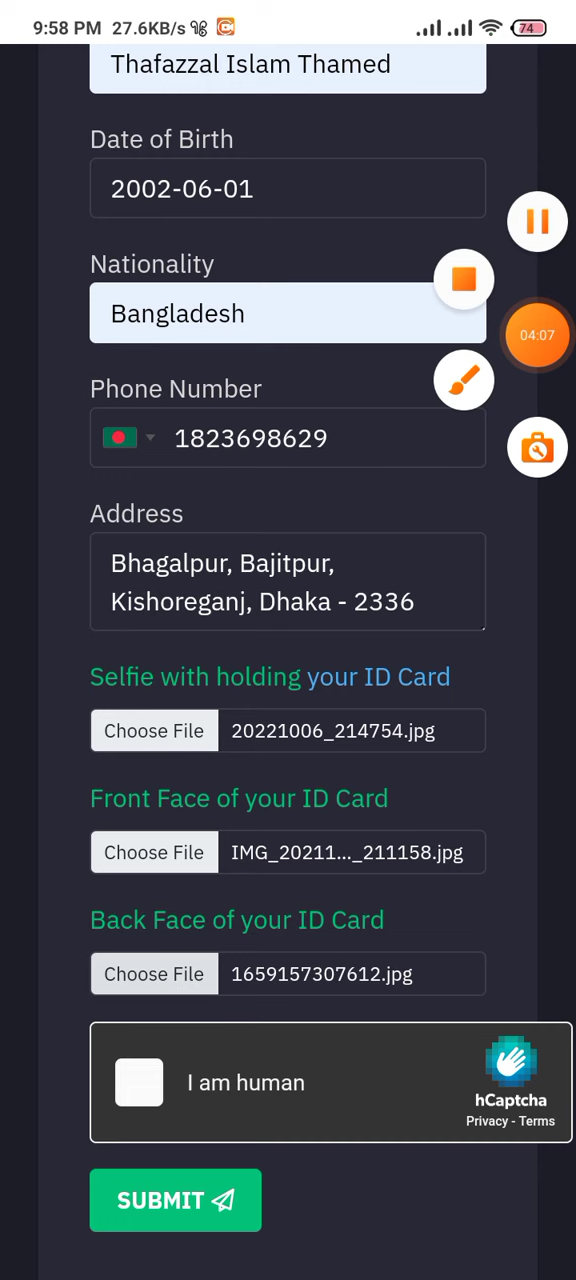 9:58 PM 27.6KB/s 74
Thafazzal Islam Thamed
Date of Birth
2002-06-01
Nationality
Bangladesh
04:07
Phone Number
1823698629
Address
Bhagalpur, Bajitpur,
Kishoreganj, Dhaka - 2336
Selfie with holding your ID Card
Choose File 20221006_214754.jpg
Front Face of your ID Card
Choose File IMG_20211..._211158.jpg
Back Face of your ID Card
Choose File 1659157307612.jpg
I am human
hCaptcha
Privacy - Terms
SUBMIT